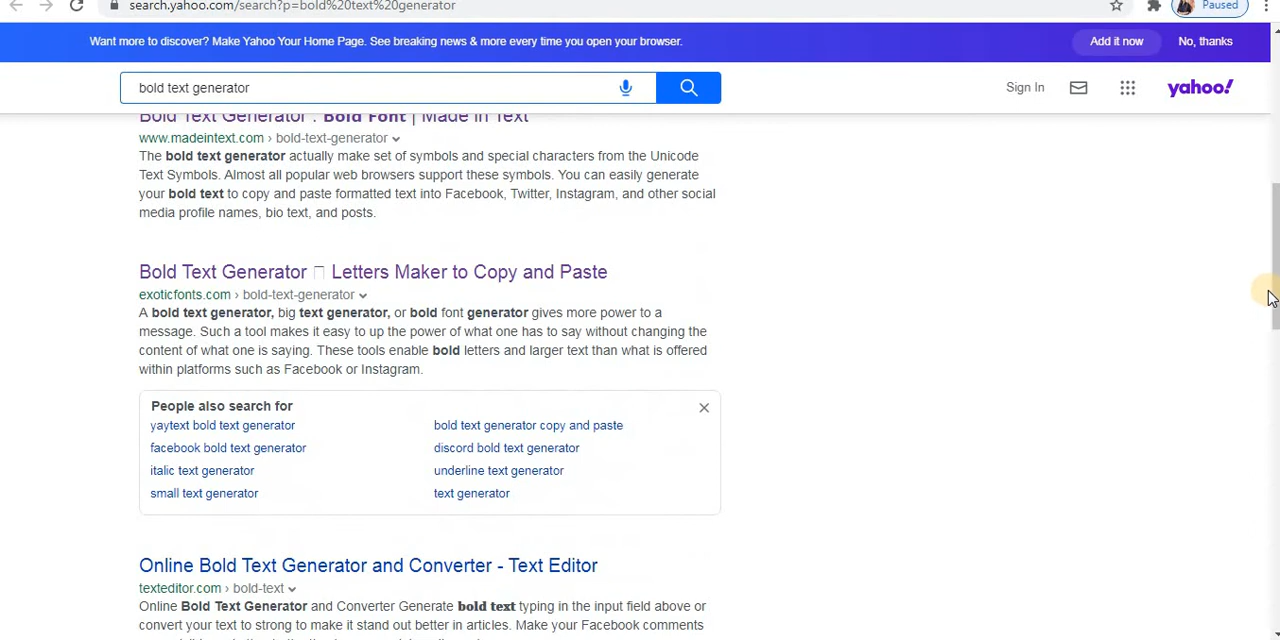 search.yahoo.com/search?p=bold%20text%20generator
Paused
Want more to discover? Make Yahoo Your Home Page. See breaking news & more every time you open your browser.
Add it now
No, thanks
bold text generator
Sign In
yahoo!
Bold Text Generator . Bold Font | Made in Text
www.madeintext.com › bold-text-generator
The bold text generator actually make set of symbols and special characters from the Unicode
Text Symbols. Almost all popular web browsers support these symbols. You can easily generate
your bold text to copy and paste formatted text into Facebook, Twitter, Instagram, and other social
media profile names, bio text, and posts.
Bold Text Generator Letters Maker to Copy and Paste
exoticfonts.com › bold-text-generator
A bold text generator, big text generator, or bold font generator gives more power to a
message. Such a tool makes it easy to up the power of what one has to say without changing the
content of what one is saying. These tools enable bold letters and larger text than what is offered
within platforms such as Facebook or Instagram.
People also search for
yaytext bold text generator
bold text generator copy and paste
facebook bold text generator
discord bold text generator
italic text generator
underline text generator
small text generator
text generator
Online Bold Text Generator and Converter - Text Editor
texteditor.com › bold-text
Online Bold Text Generator and Converter Generate bold text typing in the input field above or
convert your text to strong to make it stand out better in articles. Make your Facebook comments